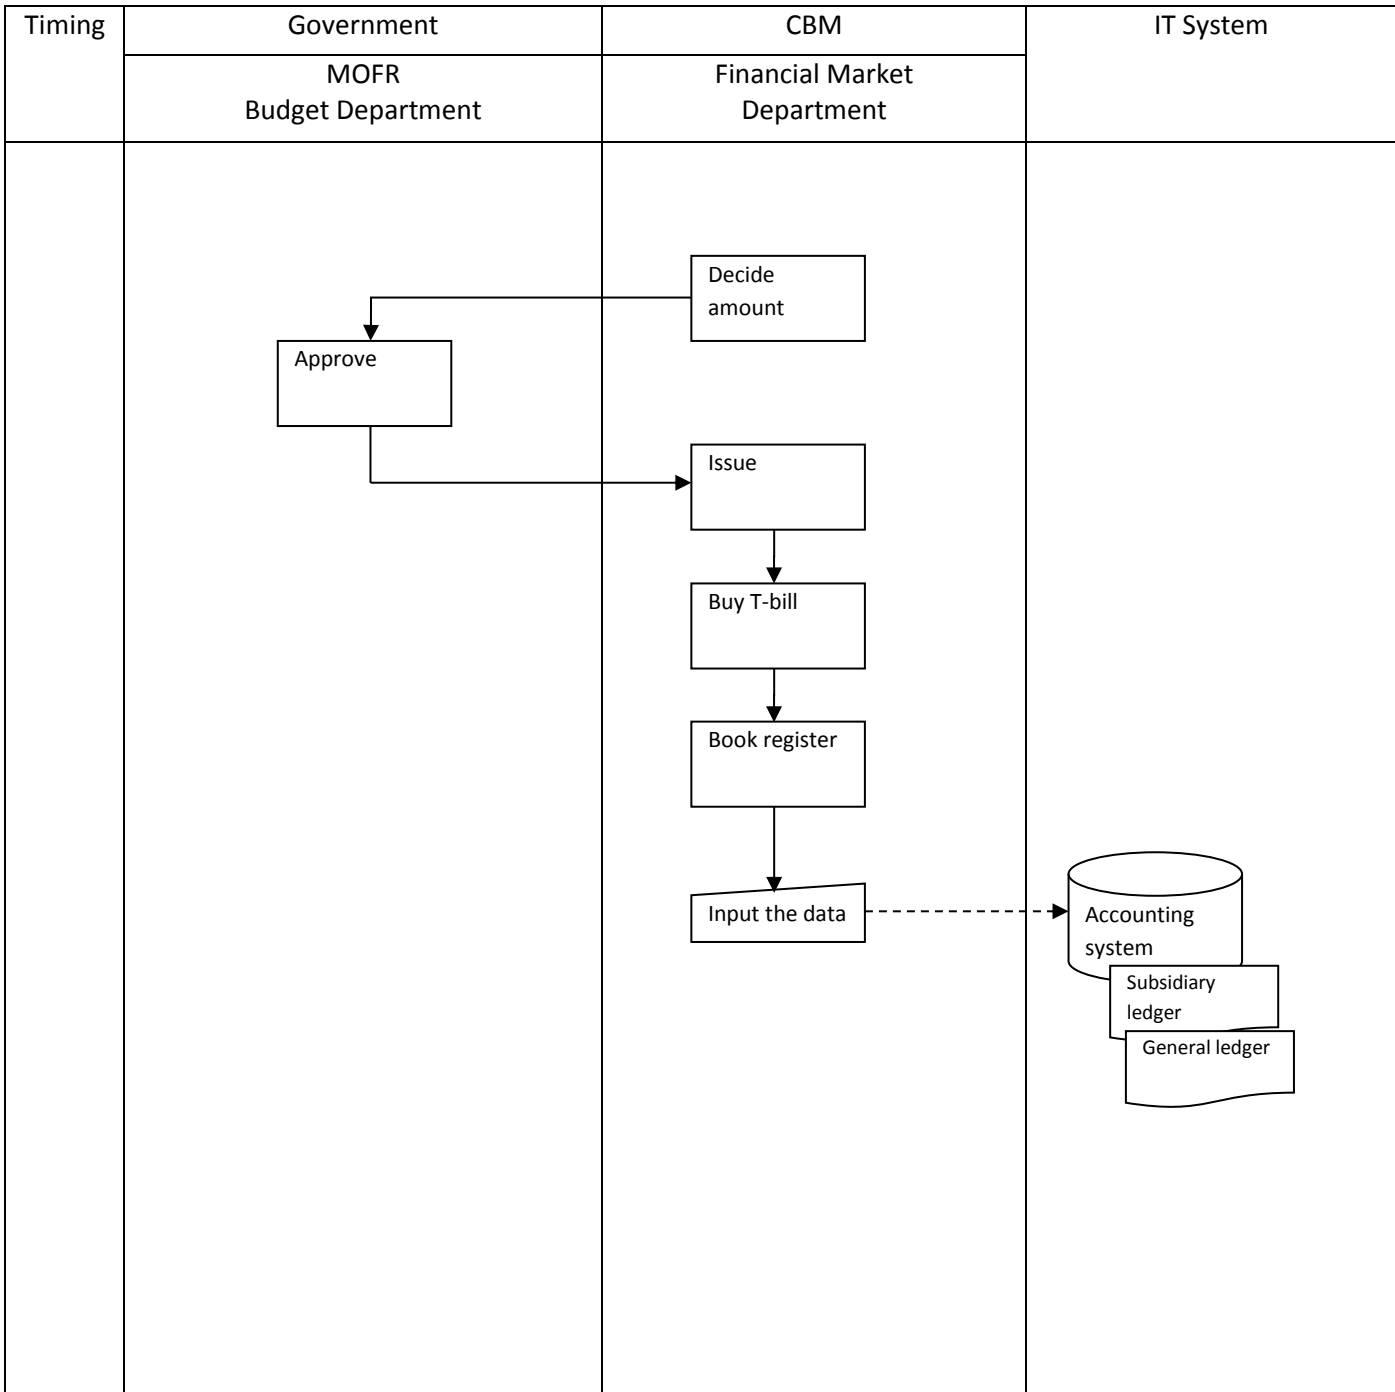 Timing
Government
CBM
IT System
MOFR
Budget Department
Financial Market
Department
Decide
amount
Approve
Issue
Buy T-bill
Book register
Input the data
Accounting
system
Subsidiary
ledger
General ledger